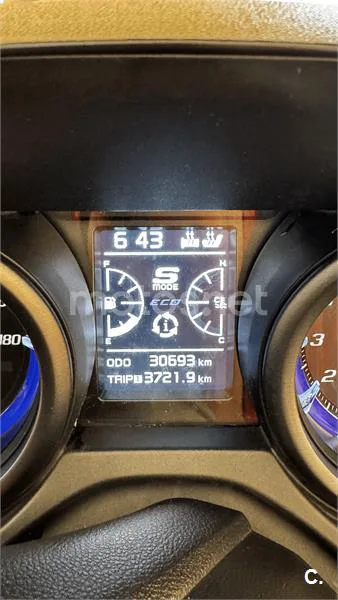 6 43
F H
S
MODE
ECO
i
E C
ODO 30693 km
TRIP 3721.9 km
180
3
2
C.